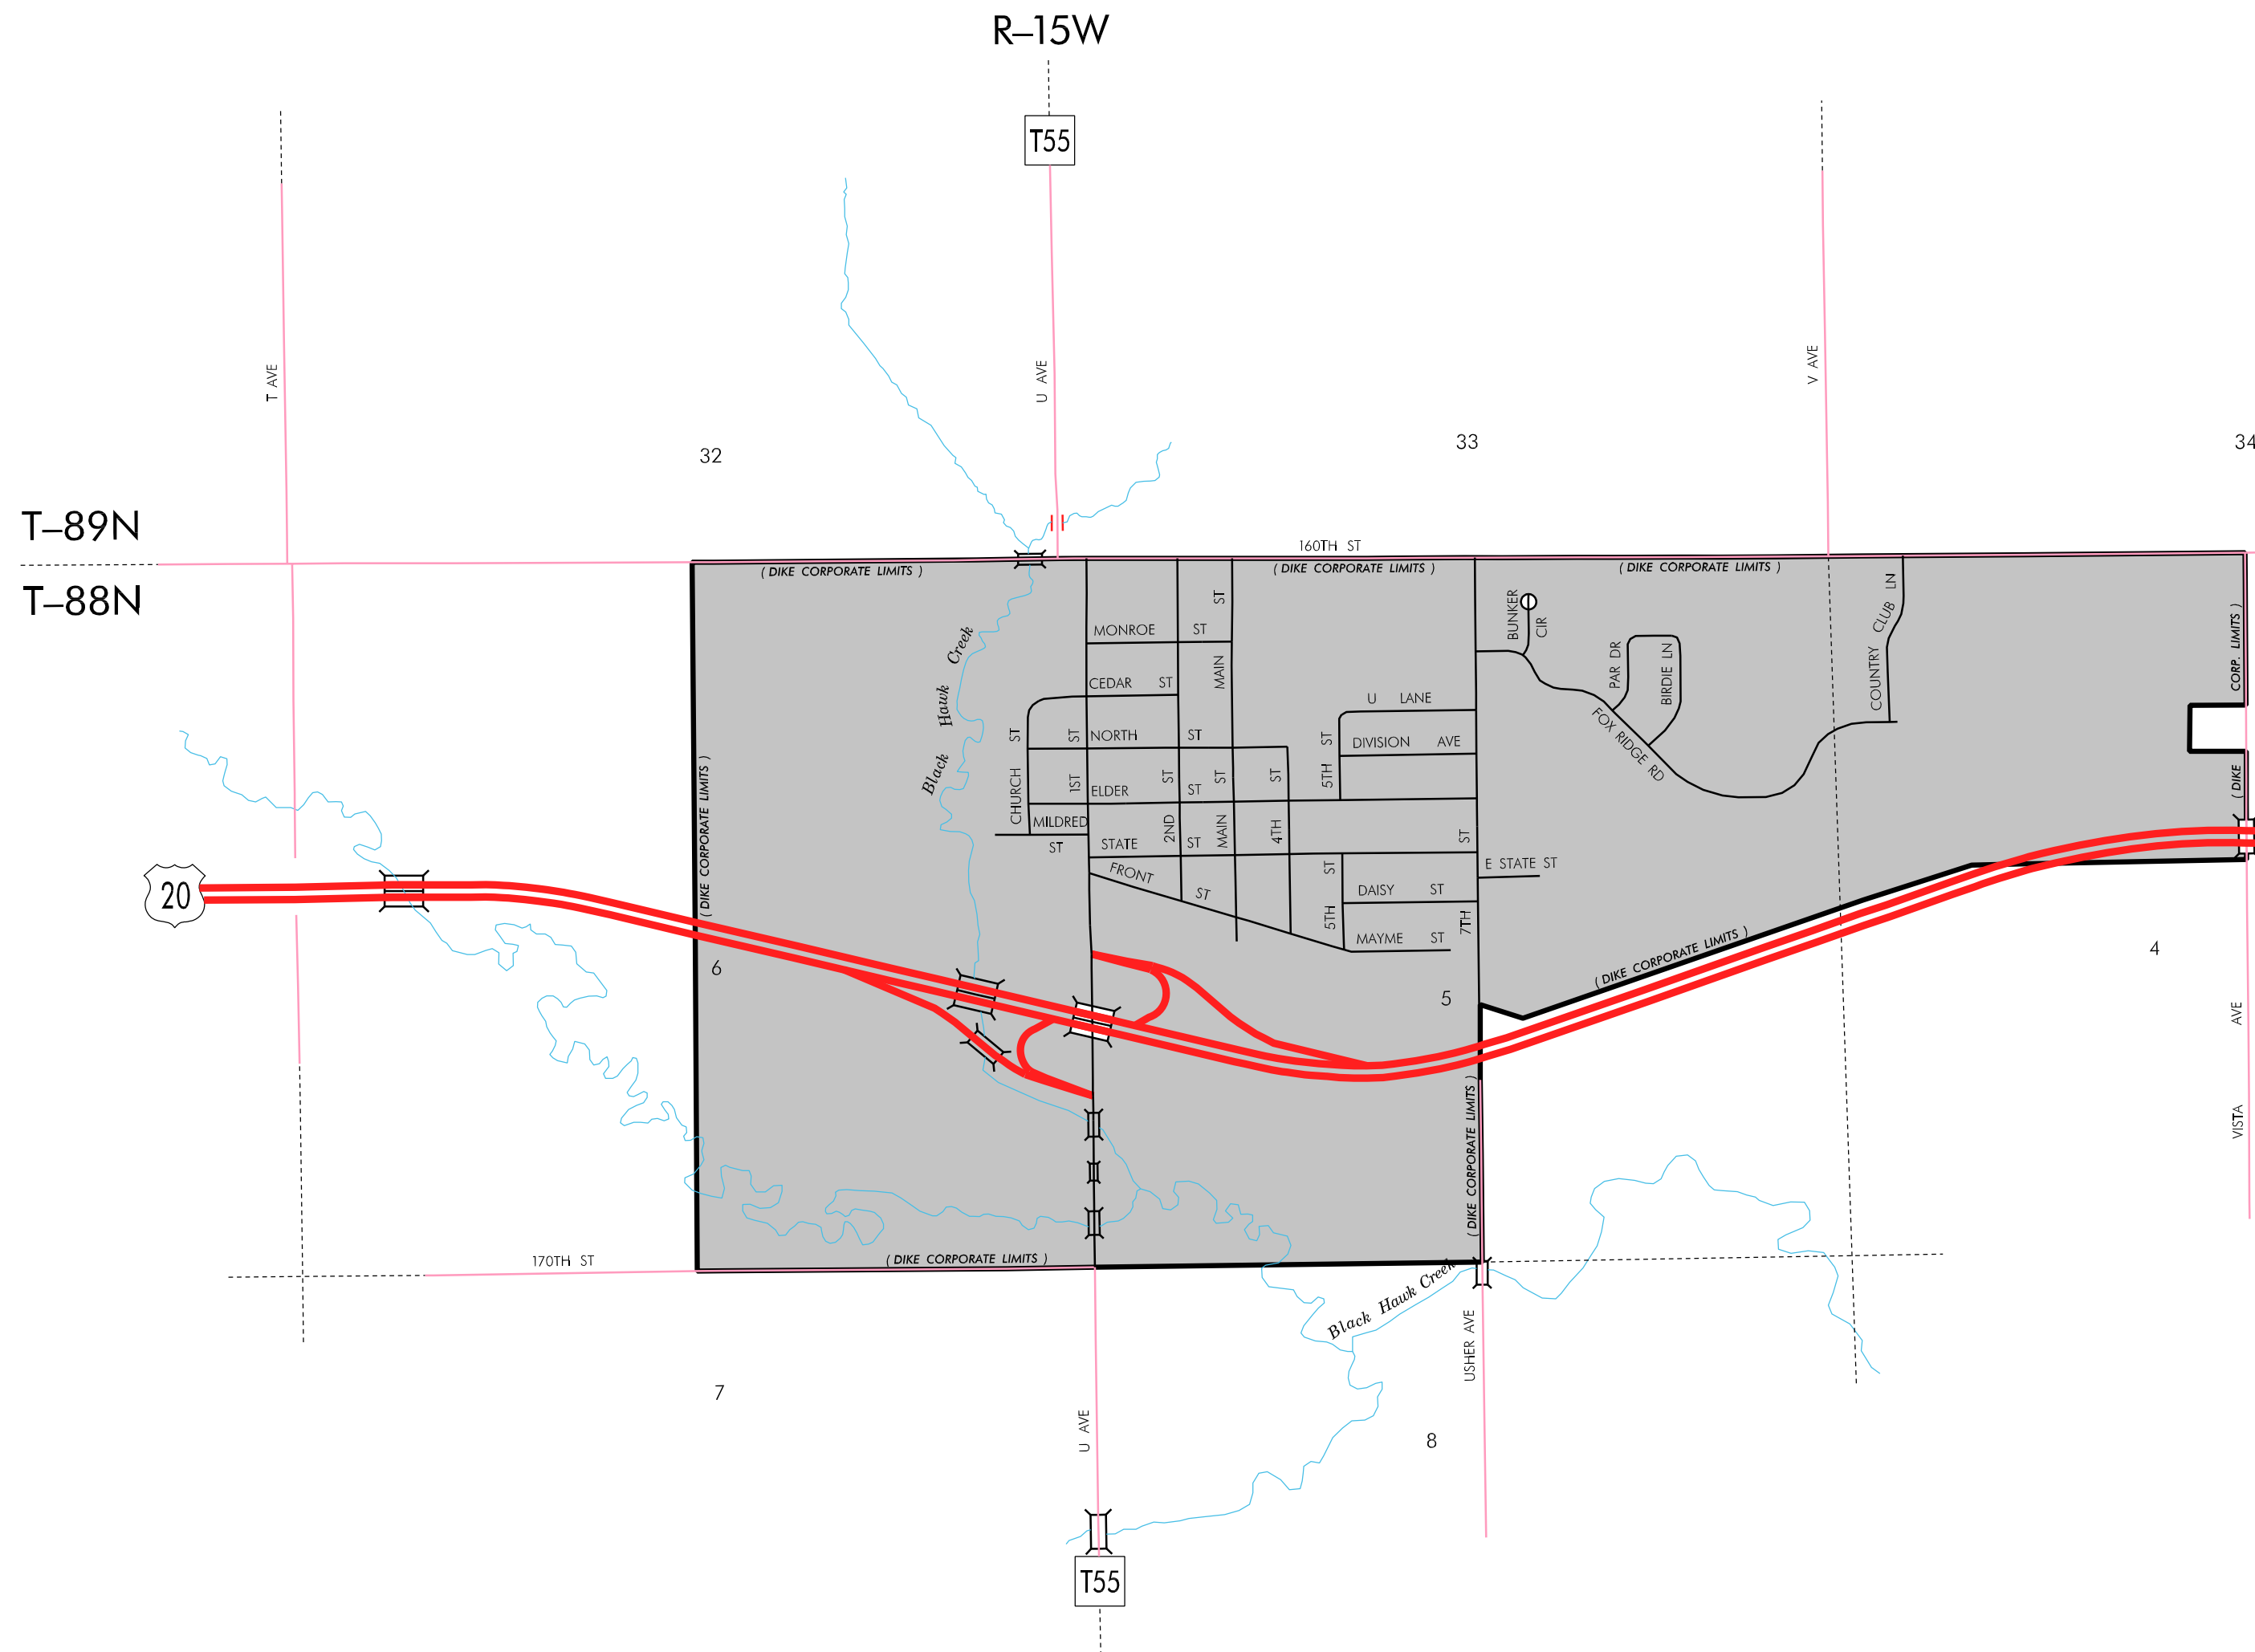 R–15W
T55
T AVE
U AVE
V AVE
32
33
34
T–89N
160TH ST
T–88N
( DIKE CORPORATE LIMITS )
( DIKE CORPORATE LIMITS )
( DIKE CORPORATE LIMITS )
( DIKE CORP. LIMITS )
( DIKE CORPORATE LIMITS )
Black Hawk Creek
MONROE ST
MAIN ST
CEDAR ST
CHURCH ST
1ST ST
NORTH ST
ELDER ST
2ND ST
MAIN ST
4TH ST
MILDRED ST
STATE ST
FRONT ST
U LANE
5TH ST
DIVISION AVE
7TH ST
E STATE ST
5TH ST
DAISY ST
MAYME ST
BUNKER CIR
PAR DR
BIRDIE LN
FOX RIDGE RD
COUNTRY CLUB LN
20
6
5
4
( DIKE CORPORATE LIMITS )
( DIKE CORPORATE LIMITS )
VISTA AVE
170TH ST
( DIKE CORPORATE LIMITS )
Black Hawk Creek
USHER AVE
7
U AVE
8
T55